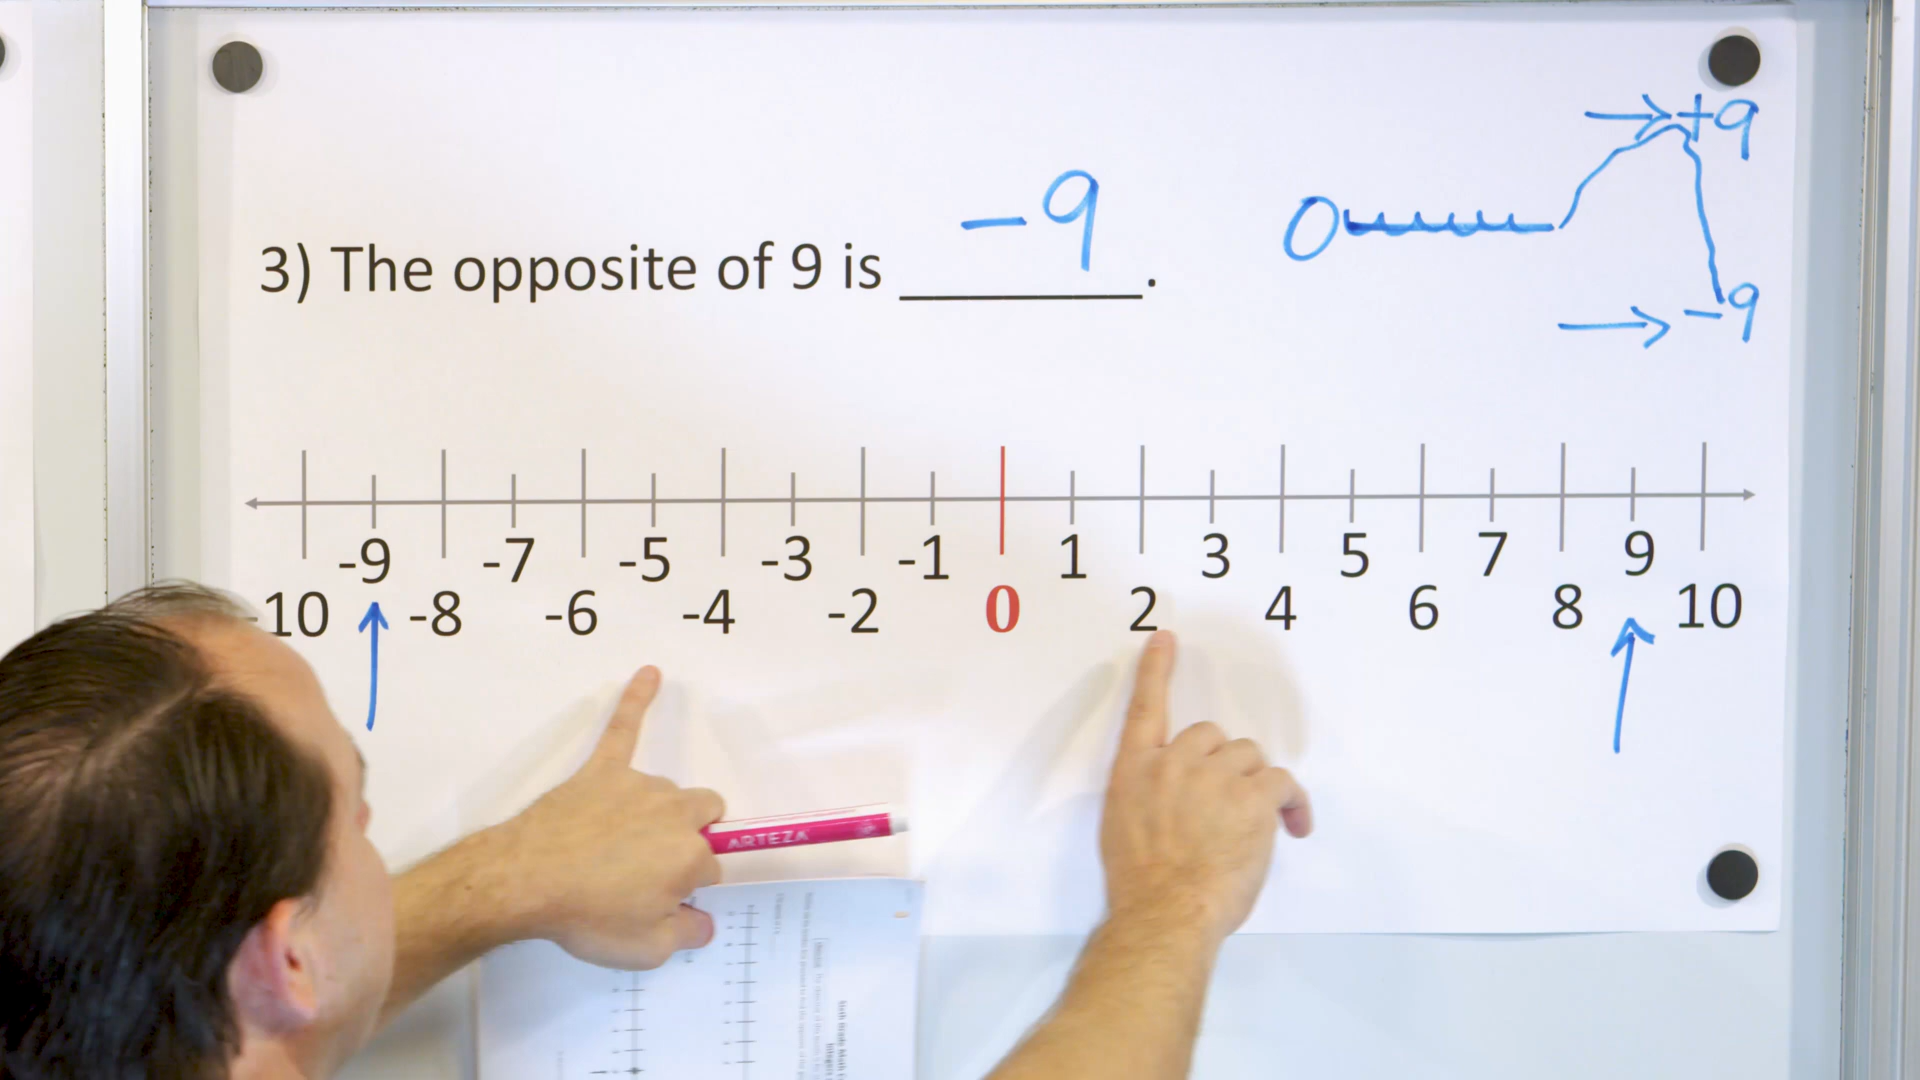 → +9
-9
0
3) The opposite of 9 is ________.
→ -9
-9 -7 -5 -3 -1 1 3 5 7 9
-10 -8 -6 -4 -2 0 2 4 6 8 10
ARTEZA